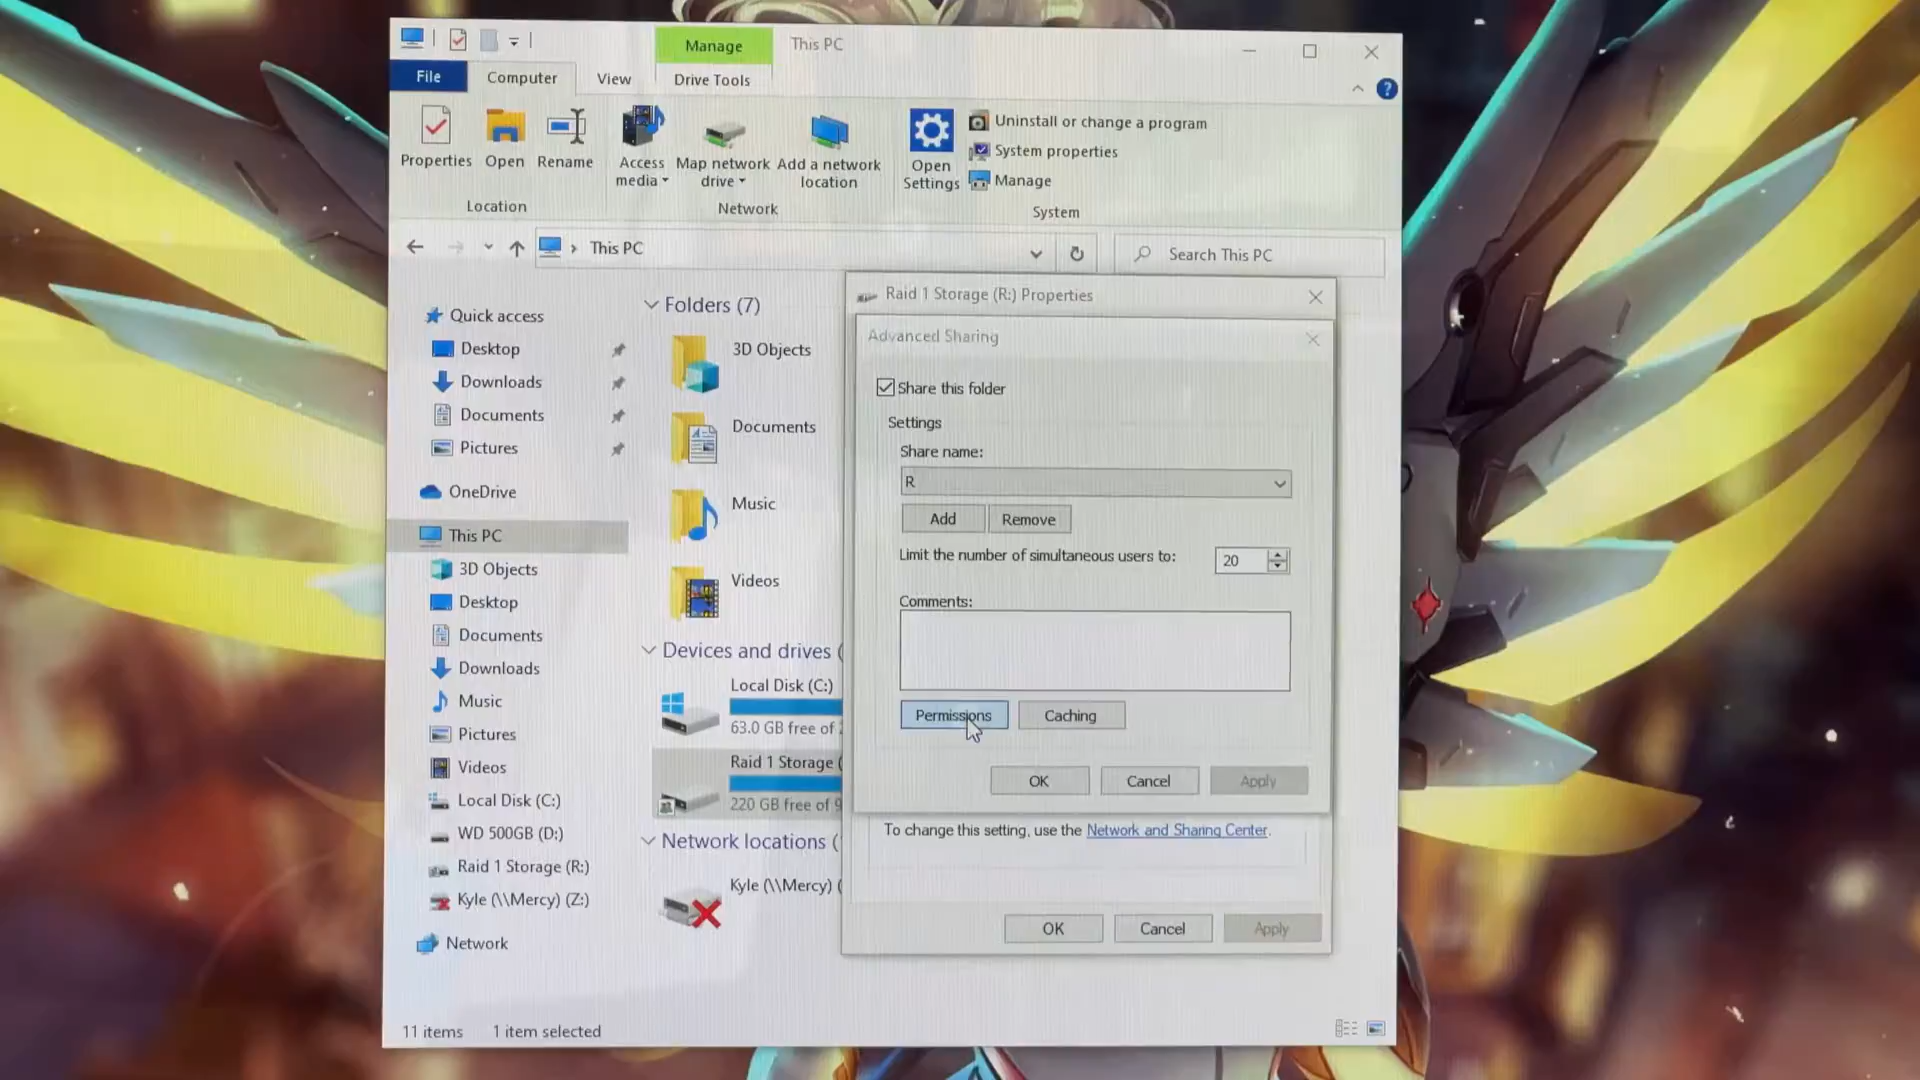 Manage
This PC
File
Computer
View
Drive Tools
Properties
Open
Rename
Access media
Map network drive
Add a network location
Open Settings
Uninstall or change a program
System properties
Manage
Location
Network
System
This PC
Search This PC
Quick access
Desktop
Downloads
Documents
Pictures
OneDrive
This PC
3D Objects
Desktop
Documents
Downloads
Music
Pictures
Videos
Local Disk (C:)
WD 500GB (D:)
Raid 1 Storage (R:)
Kyle (\\Mercy) (Z:)
Network
Folders (7)
3D Objects
Documents
Music
Videos
Devices and drives (
Local Disk (C:)
63.0 GB free of
Raid 1 Storage (
220 GB free of 9
Network locations (
Kyle (\\Mercy) (
Raid 1 Storage (R:) Properties
Advanced Sharing
Share this folder
Settings
Share name:
R
Add
Remove
Limit the number of simultaneous users to:
20
Comments:
Permissions
Caching
OK
Cancel
Apply
To change this setting, use the Network and Sharing Center.
OK
Cancel
Apply
11 items
1 item selected